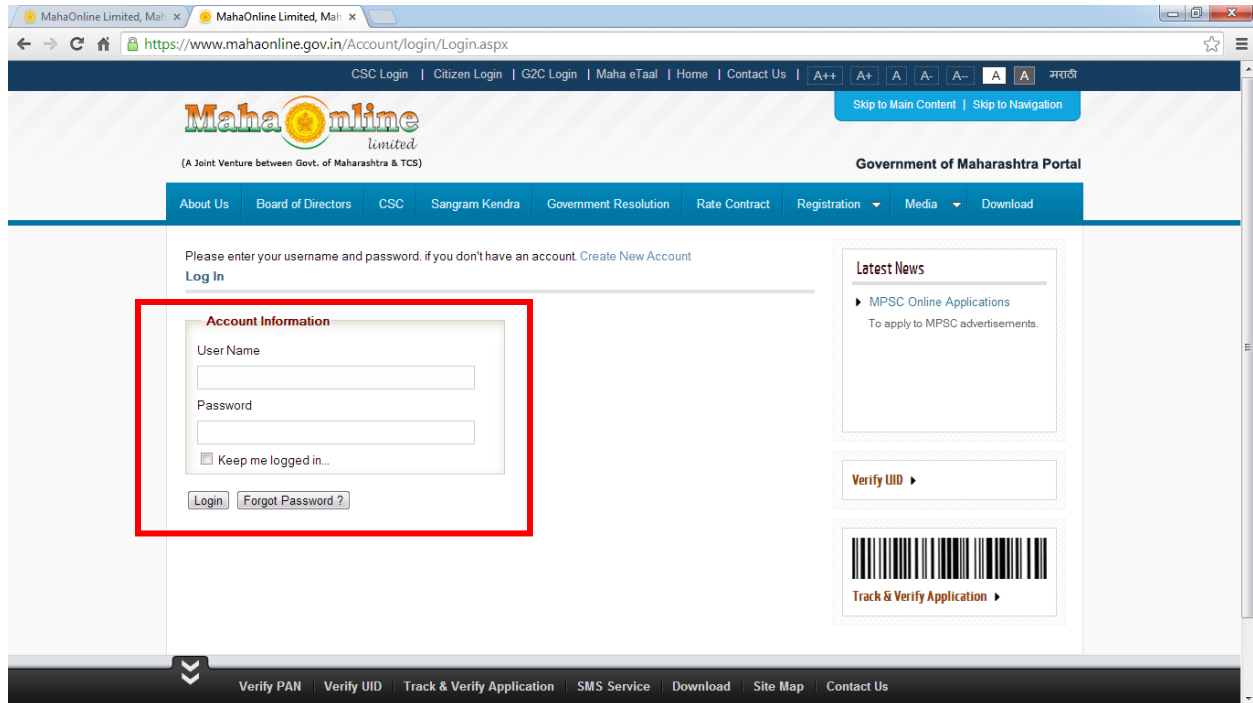 MahaOnline Limited, Mah
MahaOnline Limited, Mah
https://www.mahaonline.gov.in/Account/login/Login.aspx
CSC Login | Citizen Login | G2C Login | Maha eTaal | Home | Contact Us | A++ A+ A A- A-- A A मराठी
Skip to Main Content | Skip to Navigation
MahaOnline
limited
(A Joint Venture between Govt. of Maharashtra & TCS)
Government of Maharashtra Portal
About Us Board of Directors CSC Sangram Kendra Government Resolution Rate Contract Registration Media Download
Please enter your username and password. if you don't have an account. Create New Account
Log In
Account Information
User Name
Password
Keep me logged in...
Login Forgot Password ?
Latest News
MPSC Online Applications
To apply to MPSC advertisements.
Verify UID
Track & Verify Application
Verify PAN Verify UID Track & Verify Application SMS Service Download Site Map Contact Us